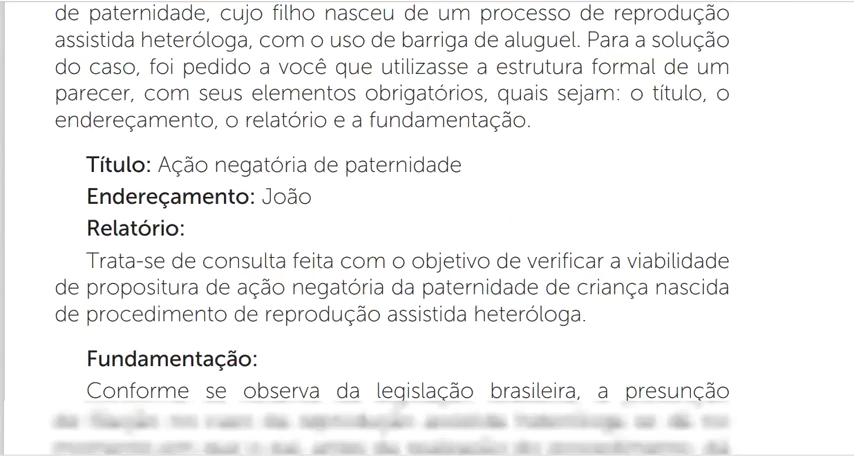 de paternidade, cujo filho nasceu de um processo de reprodução
assistida heteróloga, com o uso de barriga de aluguel. Para a solução
do caso, foi pedido a você que utilizasse a estrutura formal de um
parecer, com seus elementos obrigatórios, quais sejam: o título, o
endereçamento, o relatório e a fundamentação.
Título: Ação negatória de paternidade
Endereçamento: João
Relatório:
Trata-se de consulta feita com o objetivo de verificar a viabilidade
de propositura de ação negatória da paternidade de criança nascida
de procedimento de reprodução assistida heteróloga.
Fundamentação:
Conforme se observa da legislação brasileira, a presunção